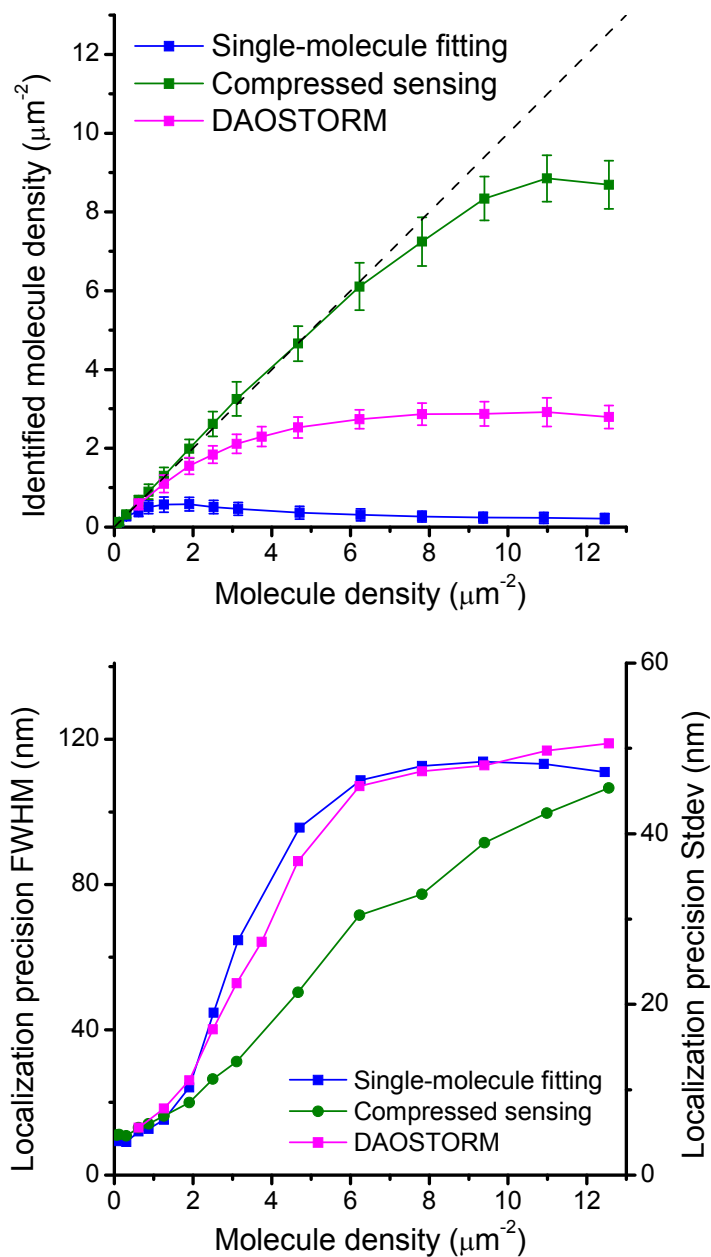 Single-molecule fitting
Compressed sensing
DAOSTORM
Identified molecule density (μm⁻²)
12
10
8
6
4
2
0
0 2 4 6 8 10 12
Molecule density (μm⁻²)
Localization precision FWHM (nm)
120
80
40
0
60
40
20
0
Localization precision Stdev (nm)
Single-molecule fitting
Compressed sensing
DAOSTORM
0 2 4 6 8 10 12
Molecule density (μm⁻²)